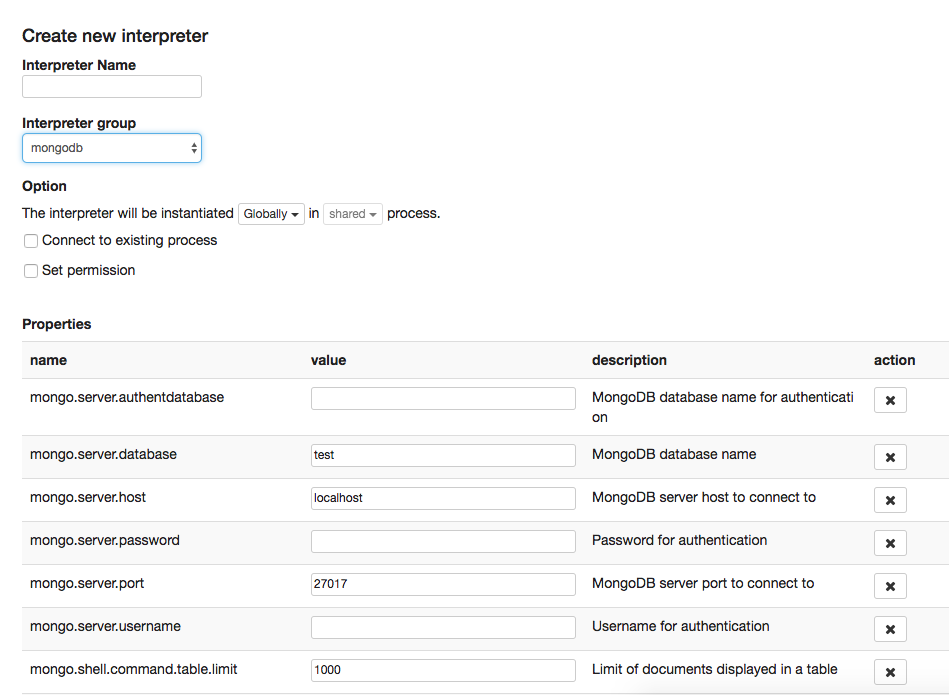 Create new interpreter
Interpreter Name
Interpreter group
mongodb
Option
The interpreter will be instantiated Globally in shared process.
Connect to existing process
Set permission
Properties
name value description action
mongo.server.authentdatabase MongoDB database name for authenticati
on
mongo.server.database test MongoDB database name
mongo.server.host localhost MongoDB server host to connect to
mongo.server.password Password for authentication
mongo.server.port 27017 MongoDB server port to connect to
mongo.server.username Username for authentication
mongo.shell.command.table.limit 1000 Limit of documents displayed in a table